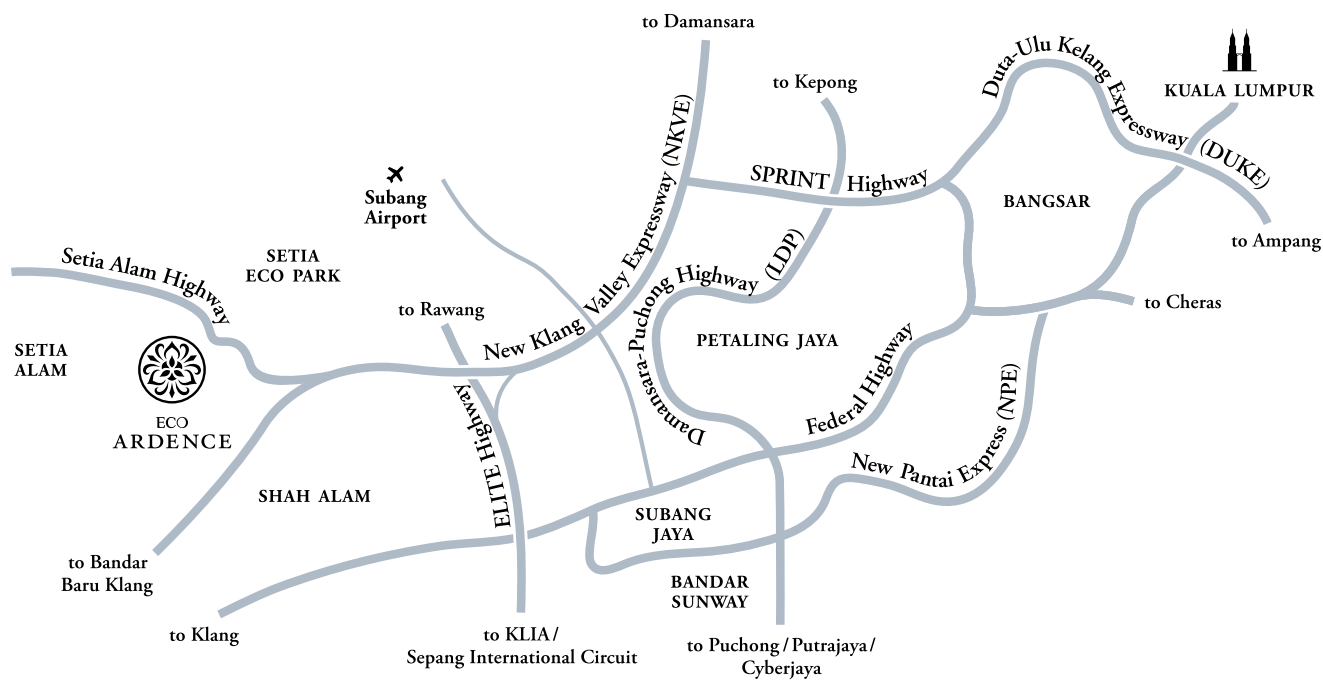 to Damansara
to Kepong
Duta-Ulu Kelang Expressway (DUKE)
KUALA LUMPUR
New Klang Valley Expressway (NKVE)
SPRINT Highway
BANGSAR
Subang
Airport
to Ampang
Setia Alam Highway
SETIA
ECO PARK
Damansara-Puchong Highway (LDP)
to Rawang
to Cheras
SETIA
ALAM
PETALING JAYA
ECO
ARDENCE
ELITE Highway
Federal Highway
New Pantai Express (NPE)
SHAH ALAM
SUBANG
JAYA
to Bandar
Baru Klang
BANDAR
SUNWAY
to Klang
to KLIA/
Sepang International Circuit
to Puchong/Putrajaya/
Cyberjaya